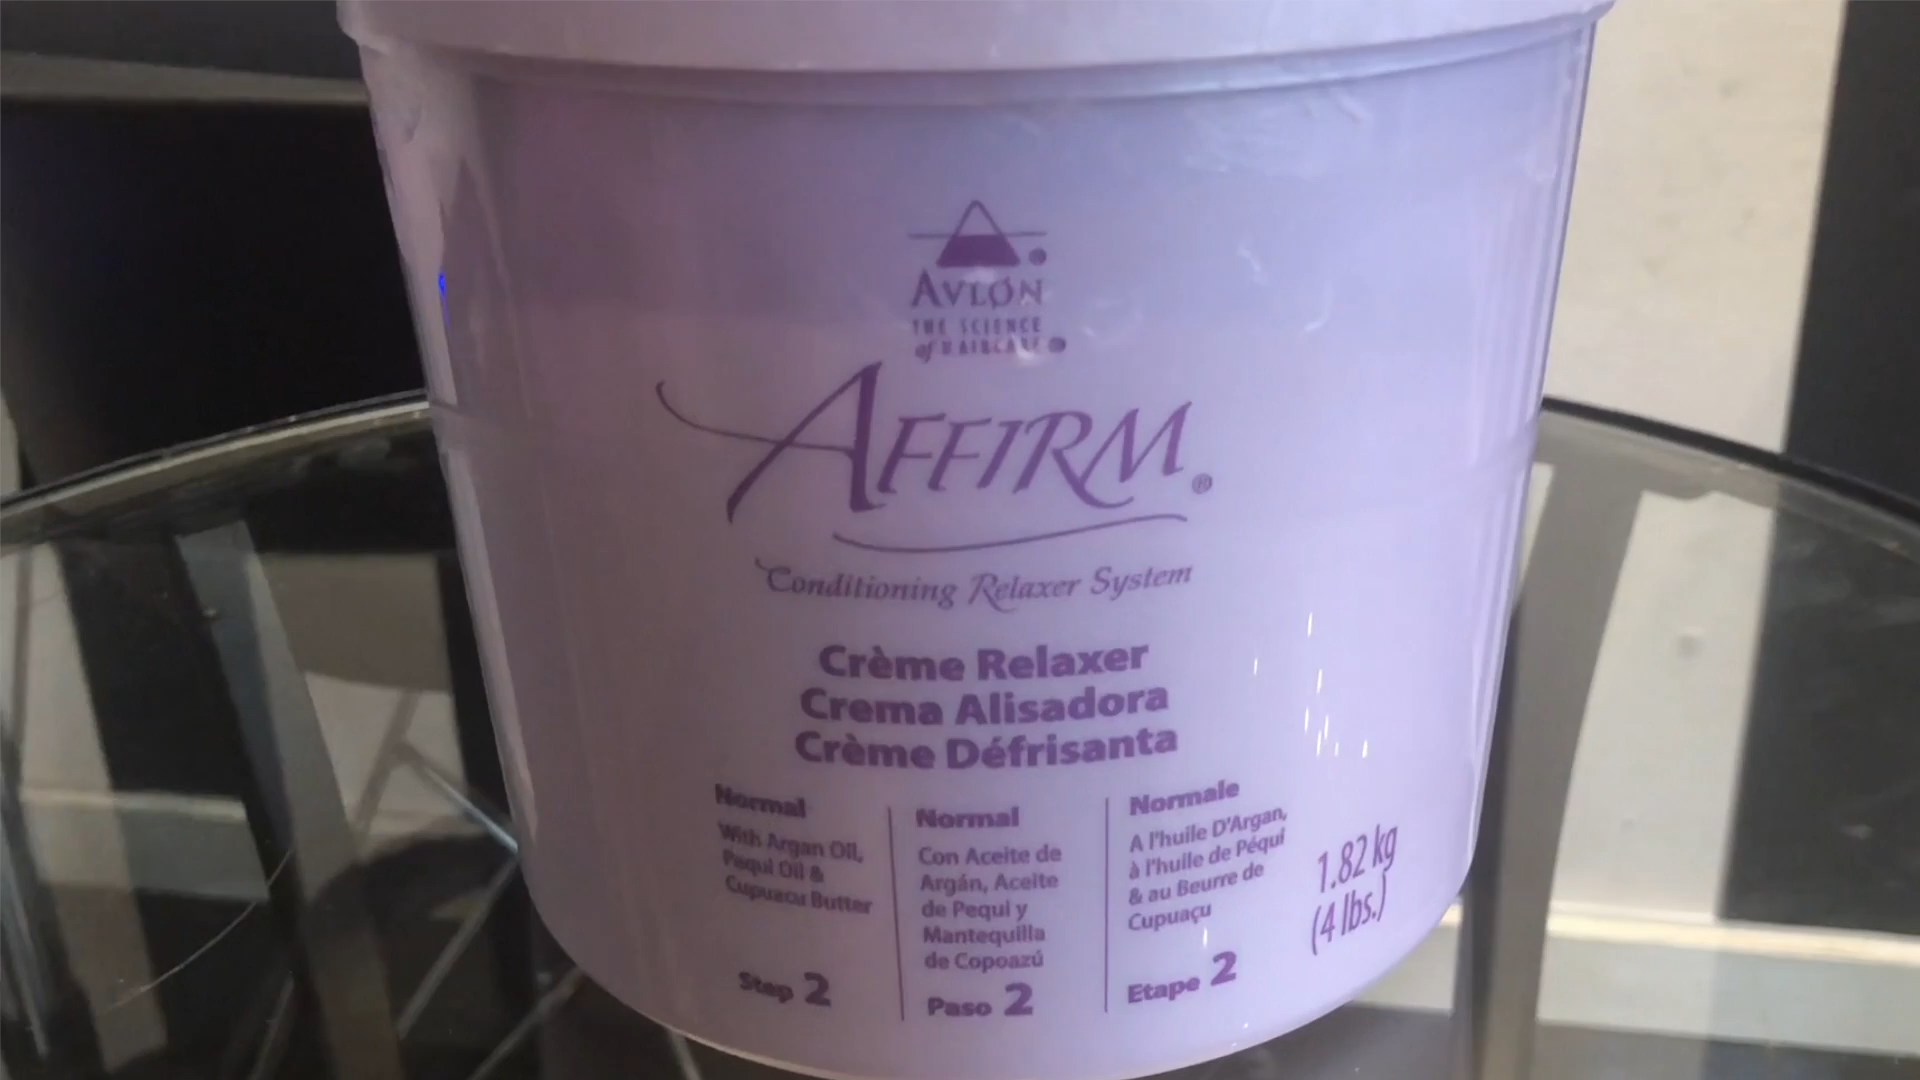 AVLON
THE SCIENCE
of HAIRCARE®
AFFIRM®
Conditioning Relaxer System
Crème Relaxer
Crema Alisadora
Crème Défrisanta
Normal
With Argan Oil,
Pequi Oil &
Cupuacu Butter
Step 2
Normal
Con Aceite de
Argán, Aceite
de Pequi y
Mantequilla
de Copoazú
Paso 2
Normale
A l'huile D'Argan,
à l'huile de Péqui
& au Beurre de
Cupuaçu
Etape 2
1.82 kg
(4 lbs.)